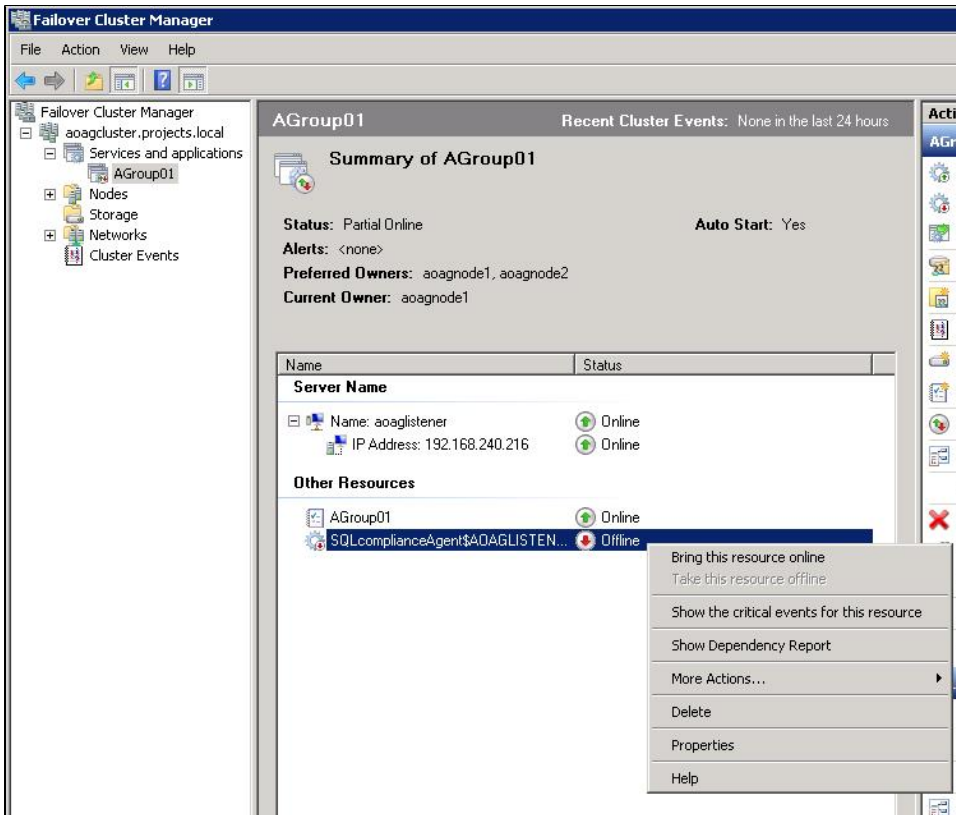 Failover Cluster Manager
File Action View Help
Failover Cluster Manager
aoagcluster.projects.local
Services and applications
AGroup01
Nodes
Storage
Networks
Cluster Events
AGroup01 Recent Cluster Events: None in the last 24 hours
Summary of AGroup01
Status: Partial Online Auto Start: Yes
Alerts: <none>
Preferred Owners: aoagnode1, aoagnode2
Current Owner: aoagnode1
Name Status
Server Name
Name: aoaglistener Online
IP Address: 192.168.240.216 Online
Other Resources
AGroup01 Online
SQLcomplianceAgent$AOAGLISTEN... Offline
Bring this resource online
Take this resource offline
Show the critical events for this resource
Show Dependency Report
More Actions...
Delete
Properties
Help
Acti
AGr